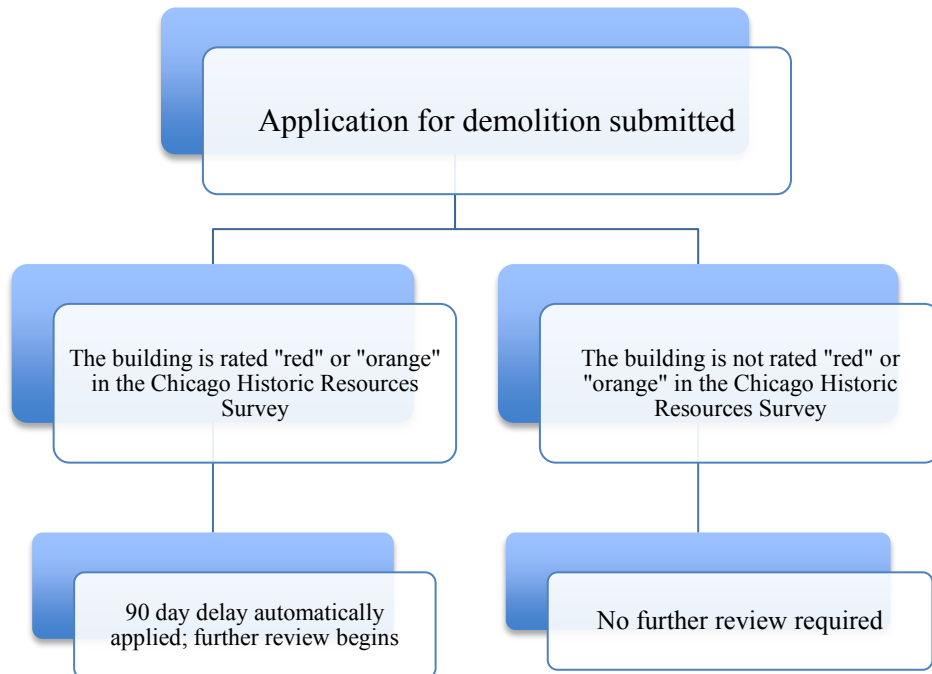 Application for demolition submitted
The building is rated "red" or "orange"
in the Chicago Historic Resources
Survey
The building is not rated "red" or
"orange" in the Chicago Historic
Resources Survey
90 day delay automatically
applied; further review begins
No further review required